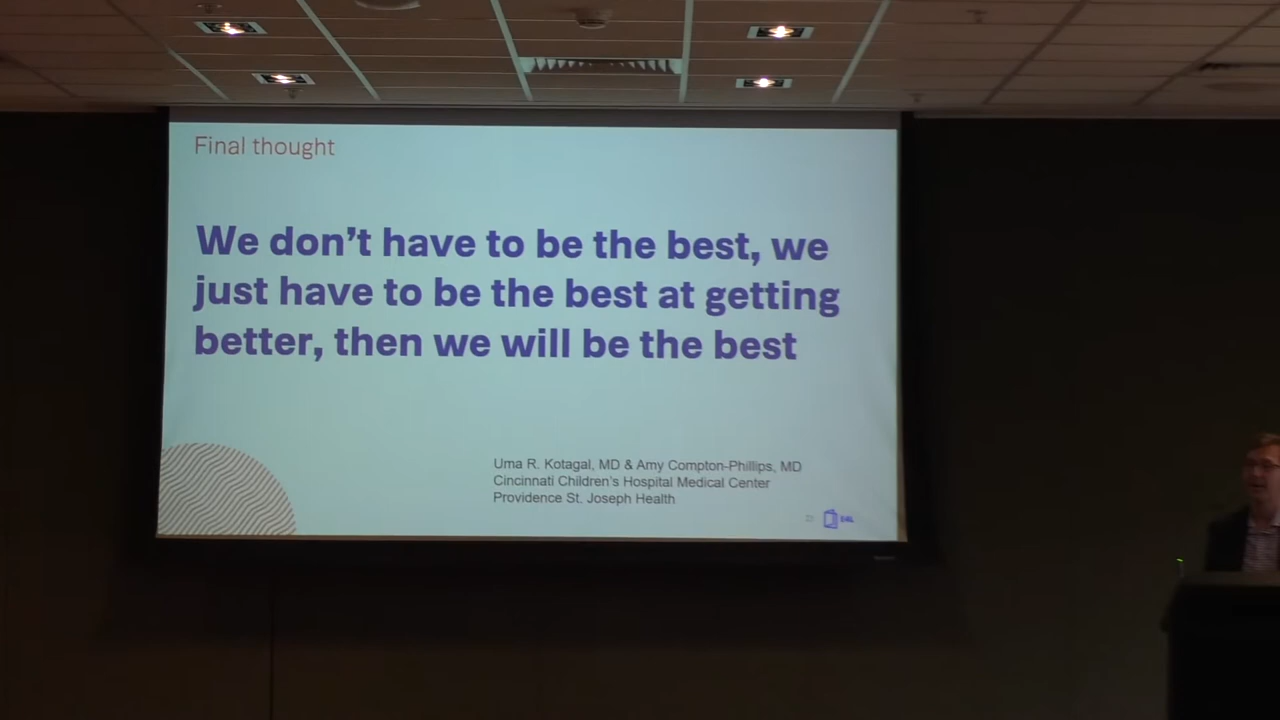 Final thought
We don't have to be the best, we
just have to be the best at getting
better, then we will be the best
Uma R. Kotagal, MD & Amy Compton-Phillips, MD
Cincinnati Children's Hospital Medical Center
Providence St. Joseph Health